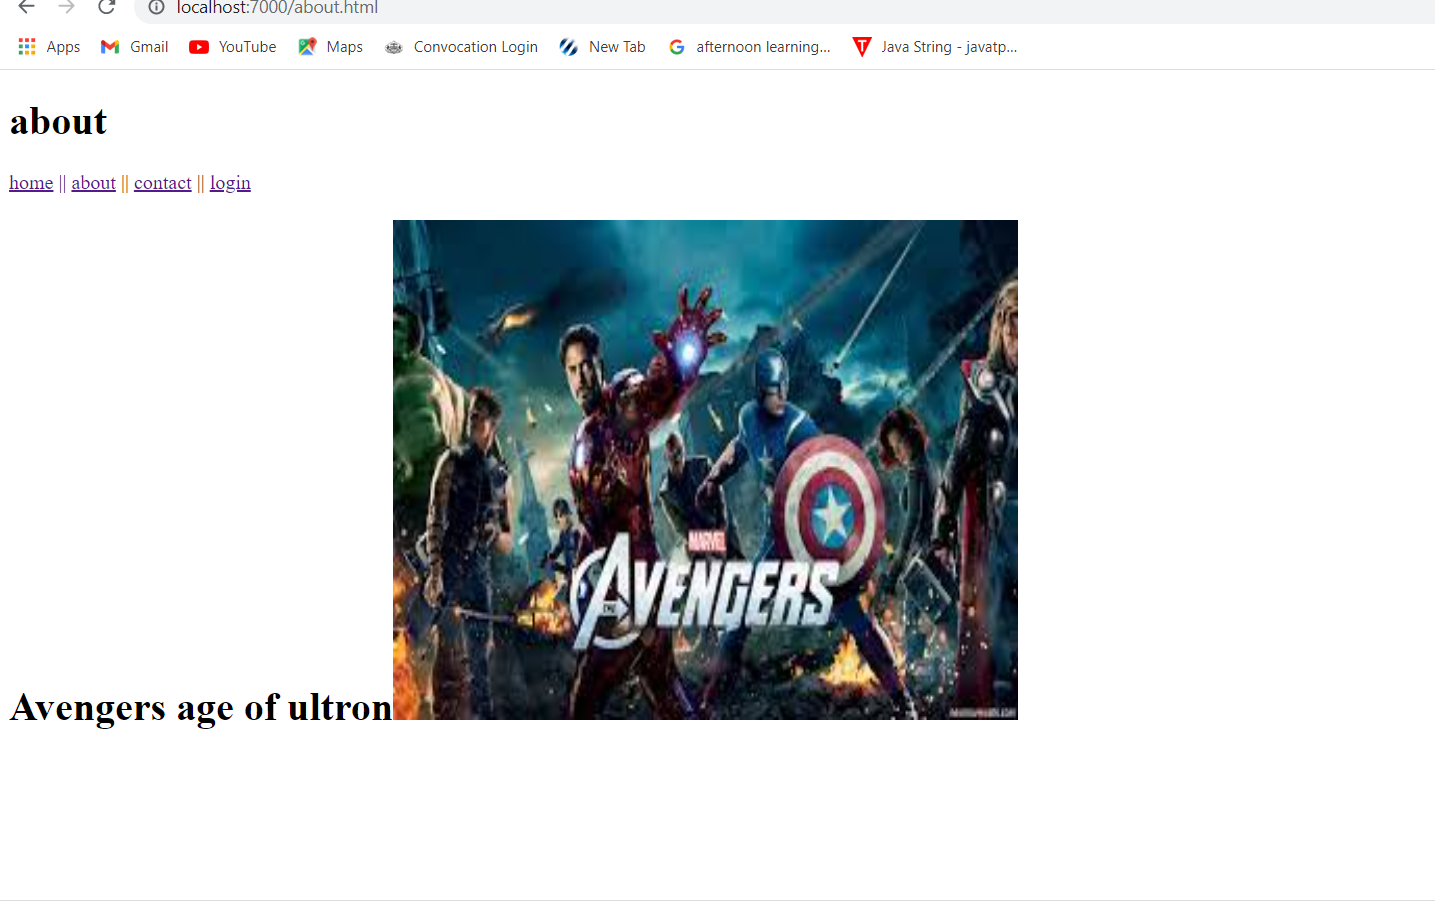 localhost:7000/about.html
Apps Gmail YouTube Maps Convocation Login New Tab afternoon learning... Java String - javatp...
about
home || about || contact || login
MARVEL
THE AVENGERS
Avengers age of ultron